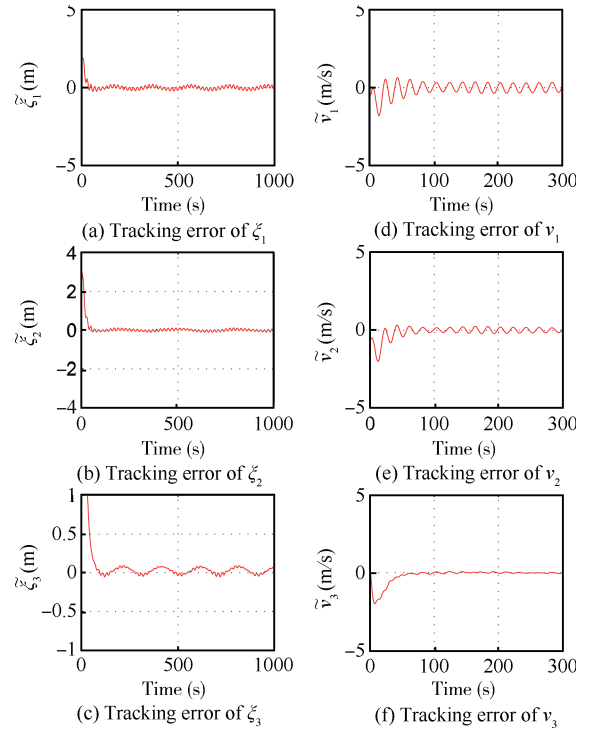 5
0
−5
0
500
1000
ξ̃₁ (m)
Time (s)
(a) Tracking error of ξ₁
4
2
0
−2
−4
0
500
1000
ξ̃₂ (m)
Time (s)
(b) Tracking error of ξ₂
1
0.5
0
−0.5
−1
0
500
1000
ξ̃₃ (m)
Time (s)
(c) Tracking error of ξ₃
5
0
−5
0
100
200
300
ṽ₁ (m/s)
Time (s)
(d) Tracking error of v₁
5
0
−5
0
100
200
300
ṽ₂ (m/s)
Time (s)
(e) Tracking error of v₂
5
0
−5
0
100
200
300
ṽ₃ (m/s)
Time (s)
(f) Tracking error of v₃